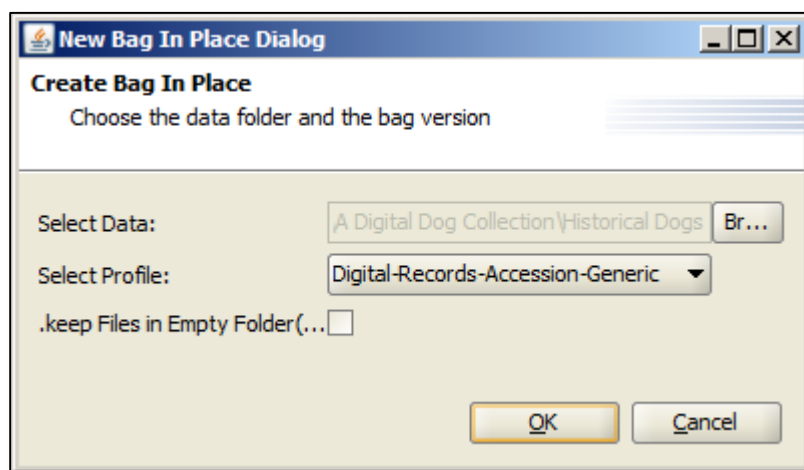 New Bag In Place Dialog
Create Bag In Place
Choose the data folder and the bag version
Select Data: A Digital Dog Collection\Historical Dogs Br...
Select Profile: Digital-Records-Accession-Generic
.keep Files in Empty Folder(...
OK Cancel